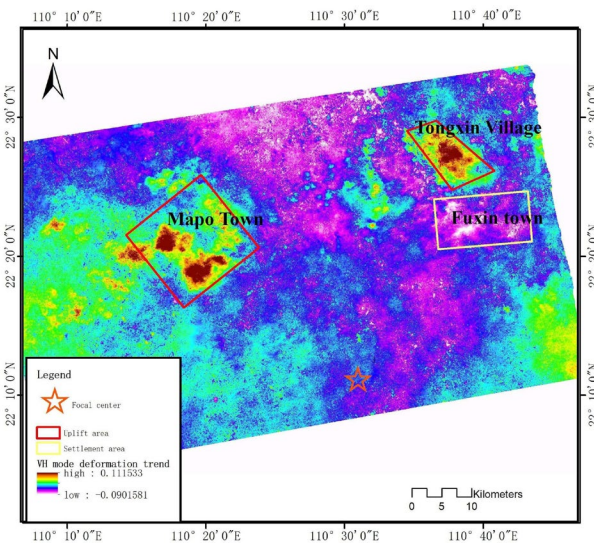 110° 10′0″E 110° 20′0″E 110° 30′0″E 110° 40′0″E
N
22° 30′0″N
22° 30′0″N
Tongxin Village
Mapo Town
Fuxin town
22° 20′0″N
22° 20′0″N
22° 10′0″N
22° 10′0″N
Legend
Focal center
Uplift area
Settlement area
VH mode deformation trend
high : 0.111533
low : -0.0901581
Kilometers
0 5 10
110° 10′0″E 110° 20′0″E 110° 30′0″E 110° 40′0″E